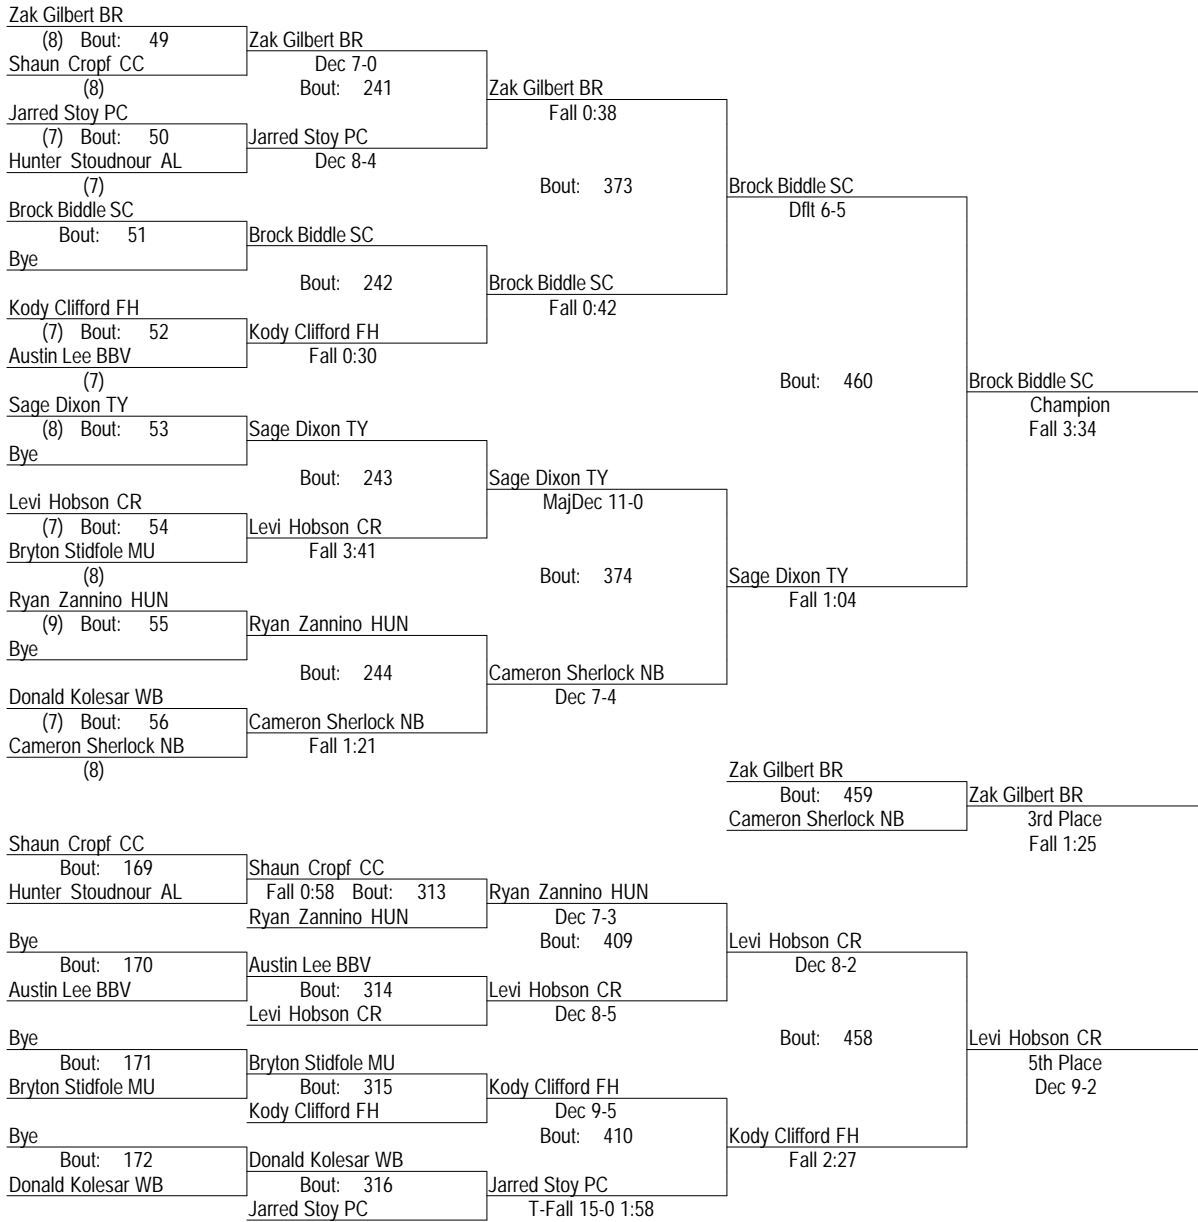 Zak Gilbert BR
(8) Bout: 49 Zak Gilbert BR
Shaun Cropf CC Dec 7-0
(8) Bout: 241 Zak Gilbert BR
Jarred Stoy PC Fall 0:38
(7) Bout: 50 Jarred Stoy PC
Hunter Stoudnour AL Dec 8-4
(7) Bout: 373 Brock Biddle SC
Brock Biddle SC Dflt 6-5
Bout: 51 Brock Biddle SC
Bye
Bout: 242 Brock Biddle SC
Kody Clifford FH Fall 0:42
(7) Bout: 52 Kody Clifford FH
Austin Lee BBV Fall 0:30
(7) Bout: 460 Brock Biddle SC
Sage Dixon TY Champion
(8) Bout: 53 Sage Dixon TY Fall 3:34
Bye
Bout: 243 Sage Dixon TY
Levi Hobson CR MajDec 11-0
(7) Bout: 54 Levi Hobson CR
Bryton Stidfole MU Fall 3:41
(8) Bout: 374 Sage Dixon TY
Ryan Zannino HUN Fall 1:04
(9) Bout: 55 Ryan Zannino HUN
Bye
Bout: 244 Cameron Sherlock NB
Donald Kolesar WB Dec 7-4
(7) Bout: 56 Cameron Sherlock NB
Cameron Sherlock NB Fall 1:21
(8) Zak Gilbert BR
Bout: 459 Zak Gilbert BR
Cameron Sherlock NB 3rd Place
Shaun Cropf CC Fall 1:25
Bout: 169 Shaun Cropf CC
Hunter Stoudnour AL Fall 0:58 Bout: 313 Ryan Zannino HUN
Ryan Zannino HUN Dec 7-3
Bye Bout: 409 Levi Hobson CR
Bout: 170 Austin Lee BBV Dec 8-2
Austin Lee BBV Bout: 314 Levi Hobson CR
Levi Hobson CR Dec 8-5
Bye Bout: 458 Levi Hobson CR
Bout: 171 Bryton Stidfole MU 5th Place
Bryton Stidfole MU Bout: 315 Kody Clifford FH Dec 9-2
Kody Clifford FH Dec 9-5
Bye Bout: 410 Kody Clifford FH
Bout: 172 Donald Kolesar WB Fall 2:27
Donald Kolesar WB Bout: 316 Jarred Stoy PC
Jarred Stoy PC T-Fall 15-0 1:58